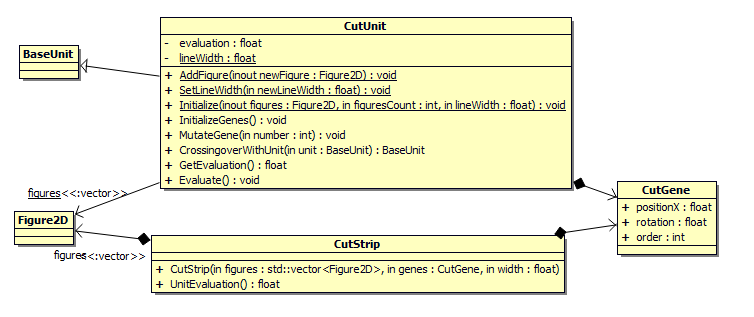 CutUnit
- evaluation : float
- lineWidth : float
+ AddFigure(inout newFigure : Figure2D) : void
+ SetLineWidth(in newLineWidth : float) : void
+ Initialize(inout figures : Figure2D, in figuresCount : int, in lineWidth : float) : void
+ InitializeGenes() : void
+ MutateGene(in number : int) : void
+ CrossingoverWithUnit(in unit : BaseUnit) : BaseUnit
+ GetEvaluation() : float
+ Evaluate() : void
BaseUnit
figures<<:vector>>
Figure2D
figures<<:vector>>
CutGene
+ positionX : float
+ rotation : float
+ order : int
CutStrip
+ CutStrip(in figures : std::vector<Figure2D>, in genes : CutGene, in width : float)
+ UnitEvaluation() : float